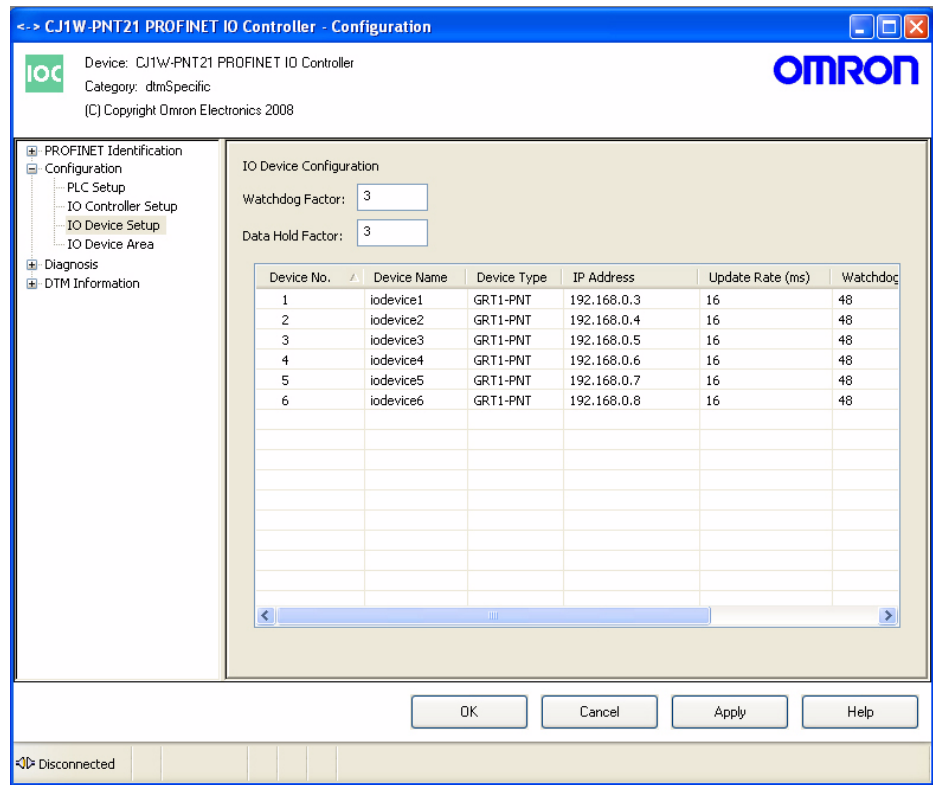 <-> CJ1W-PNT21 PROFINET IO Controller - Configuration
IOC
Device: CJ1W-PNT21 PROFINET IO Controller
Category: dtmSpecific
(C) Copyright Omron Electronics 2008
OMRON
PROFINET Identification
Configuration
PLC Setup
IO Controller Setup
IO Device Setup
IO Device Area
Diagnosis
DTM Information
IO Device Configuration
Watchdog Factor: 3
Data Hold Factor: 3
Device No. Device Name Device Type IP Address Update Rate (ms) Watchdog
1 iodevice1 GRT1-PNT 192.168.0.3 16 48
2 iodevice2 GRT1-PNT 192.168.0.4 16 48
3 iodevice3 GRT1-PNT 192.168.0.5 16 48
4 iodevice4 GRT1-PNT 192.168.0.6 16 48
5 iodevice5 GRT1-PNT 192.168.0.7 16 48
6 iodevice6 GRT1-PNT 192.168.0.8 16 48
OK Cancel Apply Help
Disconnected